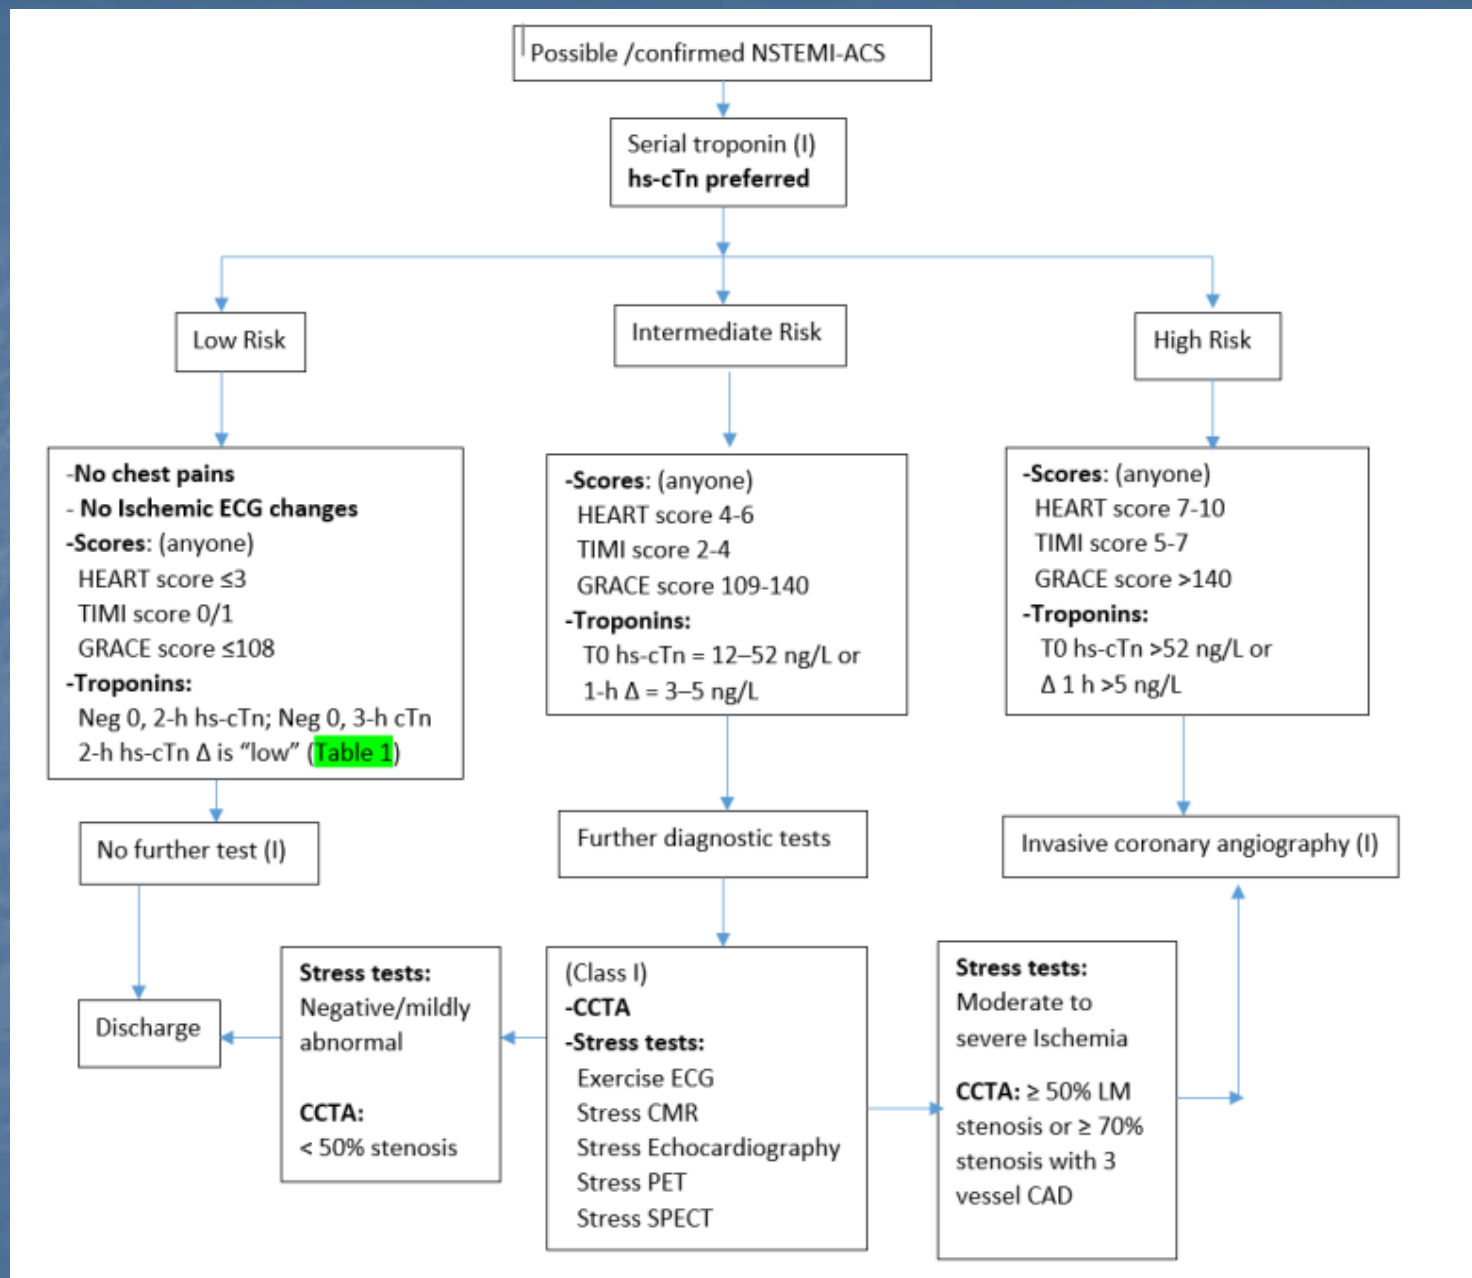 Possible /confirmed NSTEMI-ACS
Serial troponin (I)
hs-cTn preferred
Low Risk
Intermediate Risk
High Risk
-No chest pains
- No Ischemic ECG changes
-Scores: (anyone)
HEART score ≤3
TIMI score 0/1
GRACE score ≤108
-Troponins:
Neg 0, 2-h hs-cTn; Neg 0, 3-h cTn
2-h hs-cTn Δ is “low” (Table 1)
-Scores: (anyone)
HEART score 4-6
TIMI score 2-4
GRACE score 109-140
-Troponins:
T0 hs-cTn = 12–52 ng/L or
1-h Δ = 3–5 ng/L
-Scores: (anyone)
HEART score 7-10
TIMI score 5-7
GRACE score >140
-Troponins:
T0 hs-cTn >52 ng/L or
Δ 1 h >5 ng/L
No further test (I)
Further diagnostic tests
Invasive coronary angiography (I)
Discharge
Stress tests:
Negative/mildly
abnormal
CCTA:
< 50% stenosis
(Class I)
-CCTA
-Stress tests:
Exercise ECG
Stress CMR
Stress Echocardiography
Stress PET
Stress SPECT
Stress tests:
Moderate to
severe Ischemia
CCTA: ≥ 50% LM
stenosis or ≥ 70%
stenosis with 3
vessel CAD